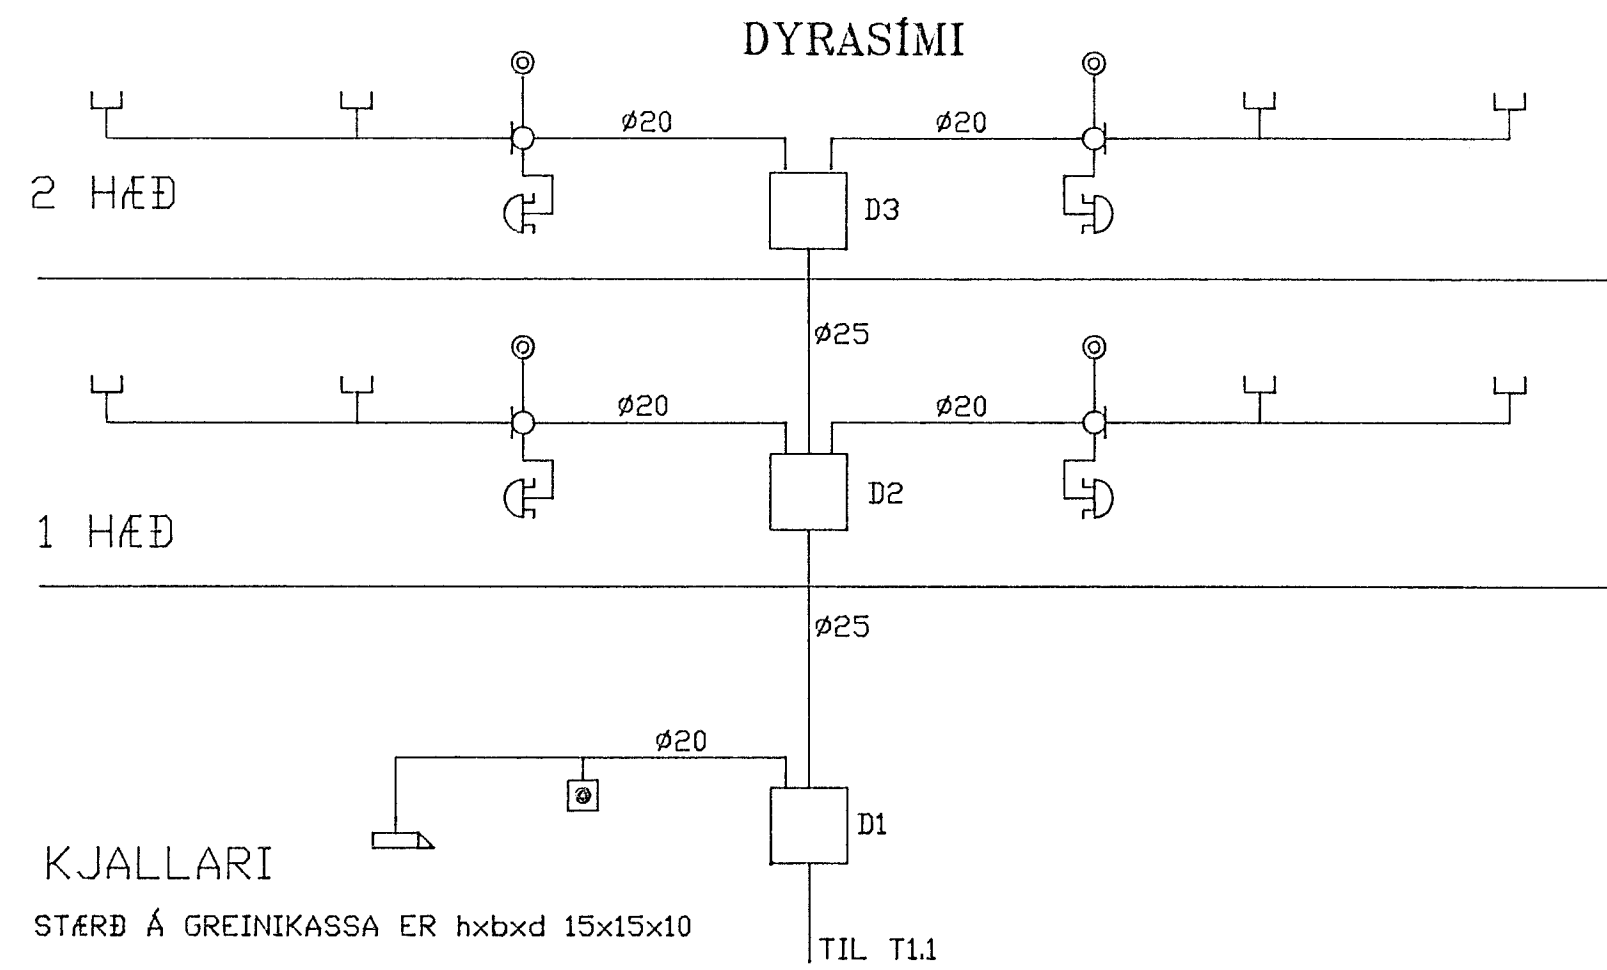 DYRASÍMI
ø20
ø20
2 HÆÐ
D3
ø25
ø20
ø20
D2
1 HÆÐ
ø25
ø20
D1
KJALLARI
STÆRÐ Á GREINIKASSA ER hxbxd 15x15x10
TIL T1.1